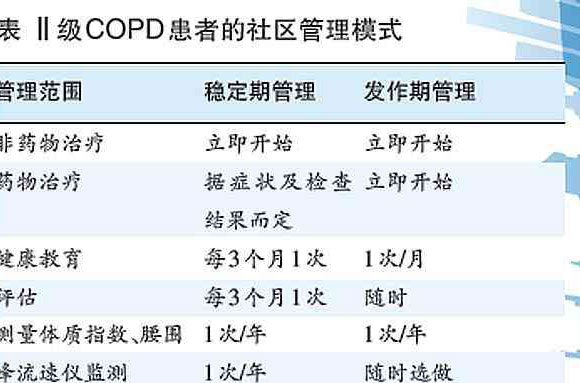 表 Ⅱ级COPD患者的社区管理模式
管理范围 稳定期管理 发作期管理
非药物治疗 立即开始 立即开始
药物治疗 据症状及检查 立即开始
结果而定
健康教育 每3个月1次 1次/月
评估 每3个月1次 随时
测量体质指数、腰围 1次/年 1次/年
峰流速仪监测 1次/年 随时选做